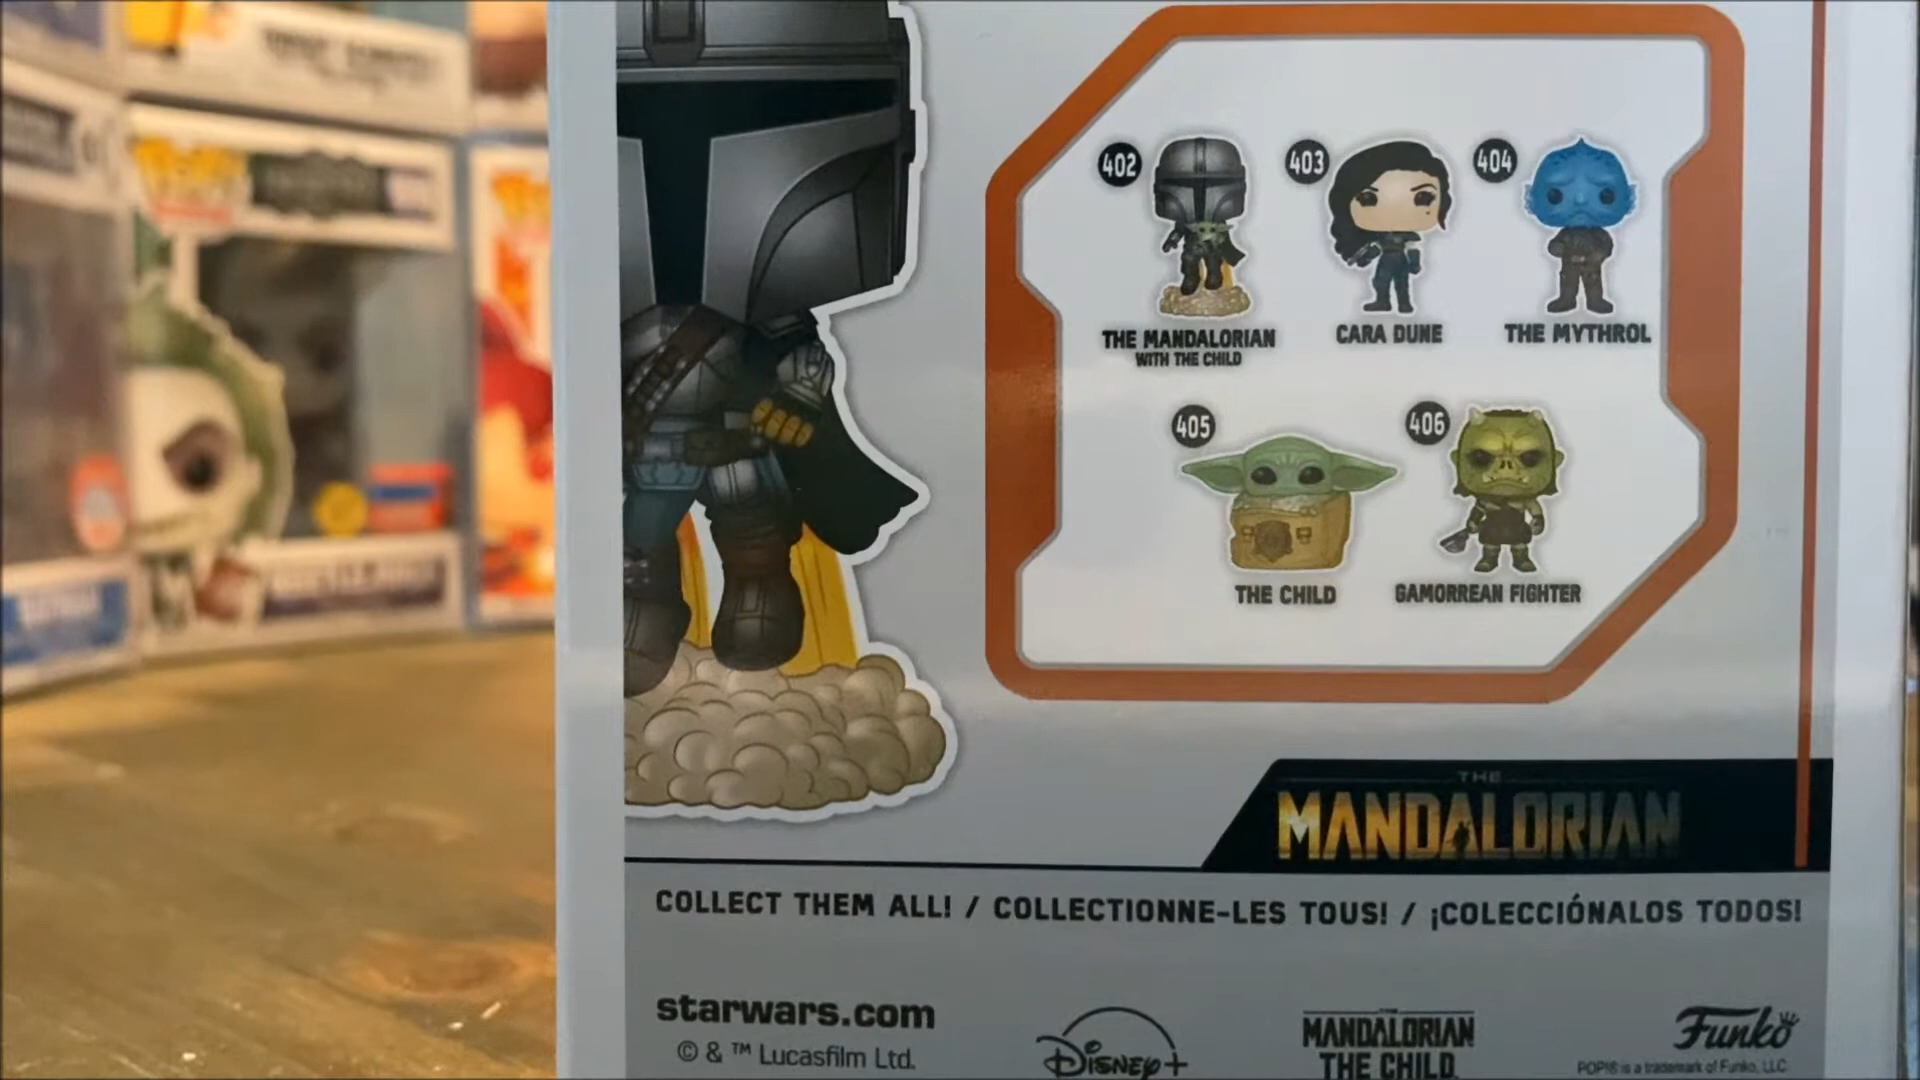 402
403
404
THE MANDALORIAN
WITH THE CHILD
CARA DUNE
THE MYTHROL
405
406
THE CHILD
GAMORREAN FIGHTER
THE
MANDALORIAN
COLLECT THEM ALL! / COLLECTIONNE-LES TOUS! / ¡COLECCIÓNALOS TODOS!
starwars.com
© & ™ Lucasfilm Ltd.
Disney+
MANDALORIAN
THE CHILD
Funko
POP!® is a trademark of Funko, LLC